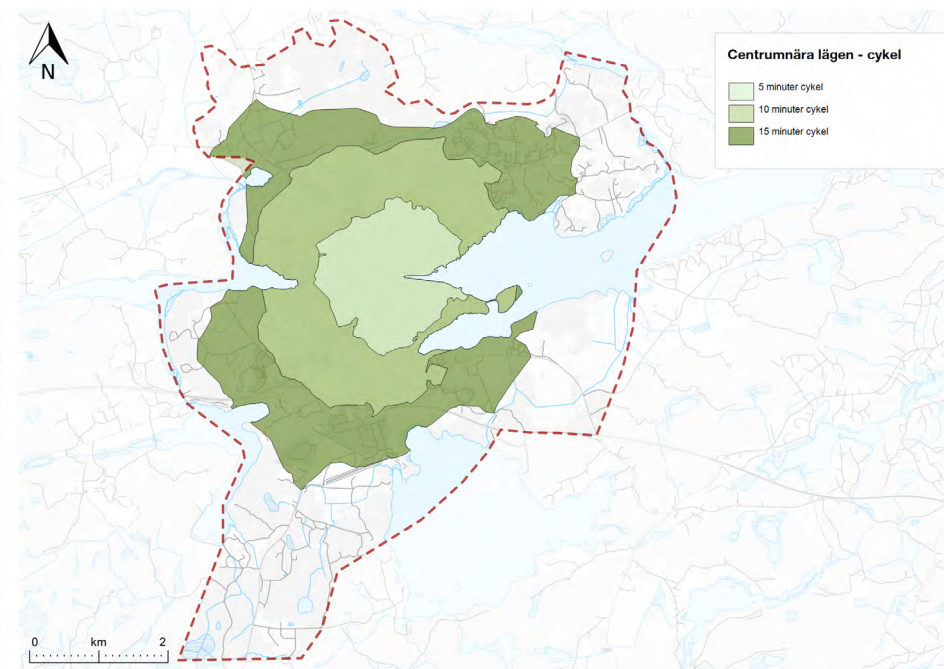 N
Centrumnära lägen - cykel
5 minuter cykel
10 minuter cykel
15 minuter cykel
0 km 2